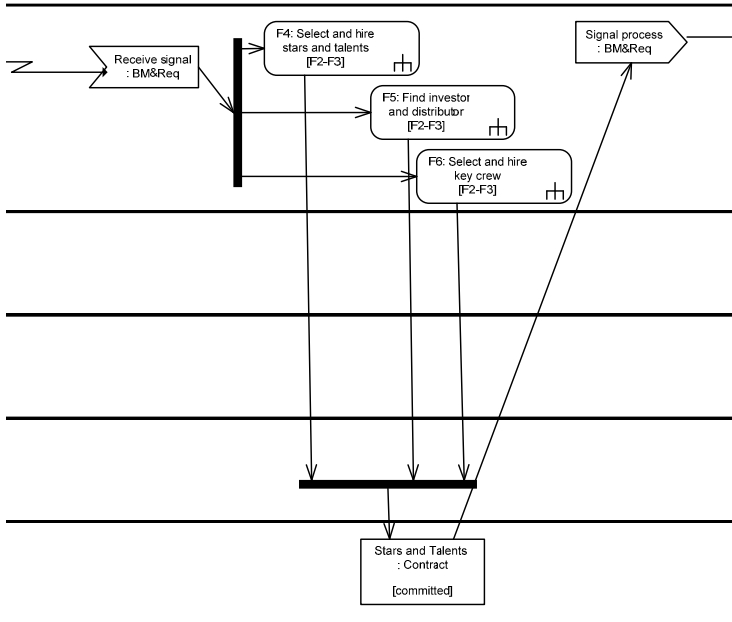 Receive signal
: BM&Req
F4: Select and hire
stars and talents
[F2-F3]
F5: Find investor
and distributor
[F2-F3]
F6: Select and hire
key crew
[F2-F3]
Signal process
: BM&Req
Stars and Talents
: Contract
[committed]